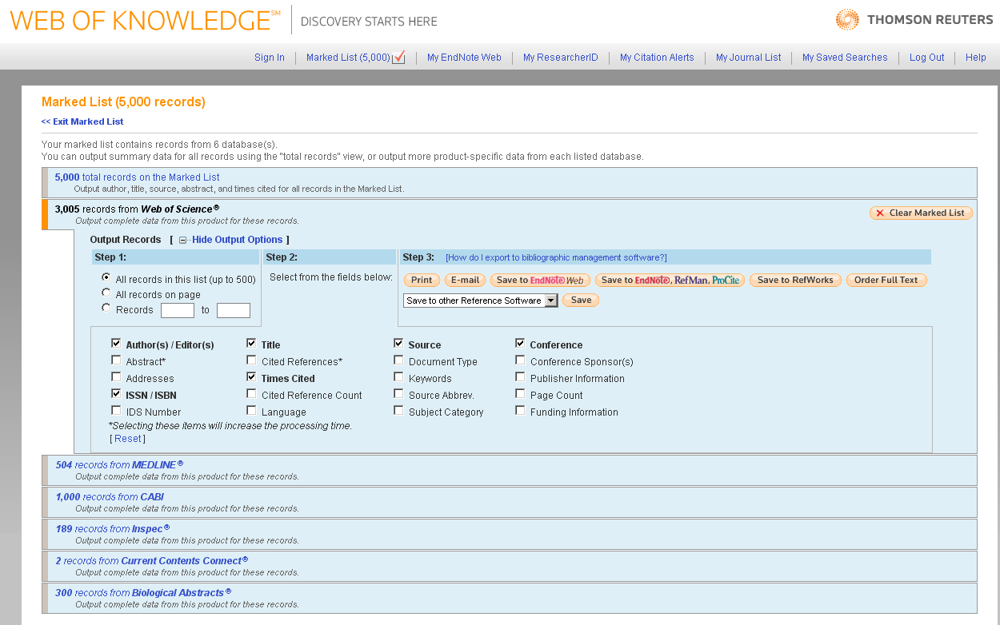 WEB OF KNOWLEDGE℠ DISCOVERY STARTS HERE
THOMSON REUTERS
Sign In Marked List (5,000) My EndNote Web My ResearcherID My Citation Alerts My Journal List My Saved Searches Log Out Help
Marked List (5,000 records)
<< Exit Marked List
Your marked list contains records from 6 database(s).
You can output summary data for all records using the "total records" view, or output more product-specific data from each listed database.
5,000 total records on the Marked List
Output author, title, source, abstract, and times cited for all records in the Marked List.
3,005 records from Web of Science®
Clear Marked List
Output complete data from this product for these records.
Output Records [ Hide Output Options ]
Step 1: Step 2: Step 3: [How do I export to bibliographic management software?]
All records in this list (up to 500)
All records on page
Records to
Select from the fields below:
Print E-mail Save to EndNote Web Save to EndNote, RefMan, ProCite Save to RefWorks Order Full Text
Save to other Reference Software Save
Author(s) / Editor(s) Title Source Conference
Abstract* Cited References* Document Type Conference Sponsor(s)
Addresses Times Cited Keywords Publisher Information
ISSN / ISBN Cited Reference Count Source Abbrev. Page Count
IDS Number Language Subject Category Funding Information
*Selecting these items will increase the processing time.
[ Reset ]
504 records from MEDLINE®
Output complete data from this product for these records.
1,000 records from CABI
Output complete data from this product for these records.
189 records from Inspec®
Output complete data from this product for these records.
2 records from Current Contents Connect®
Output complete data from this product for these records.
300 records from Biological Abstracts®
Output complete data from this product for these records.